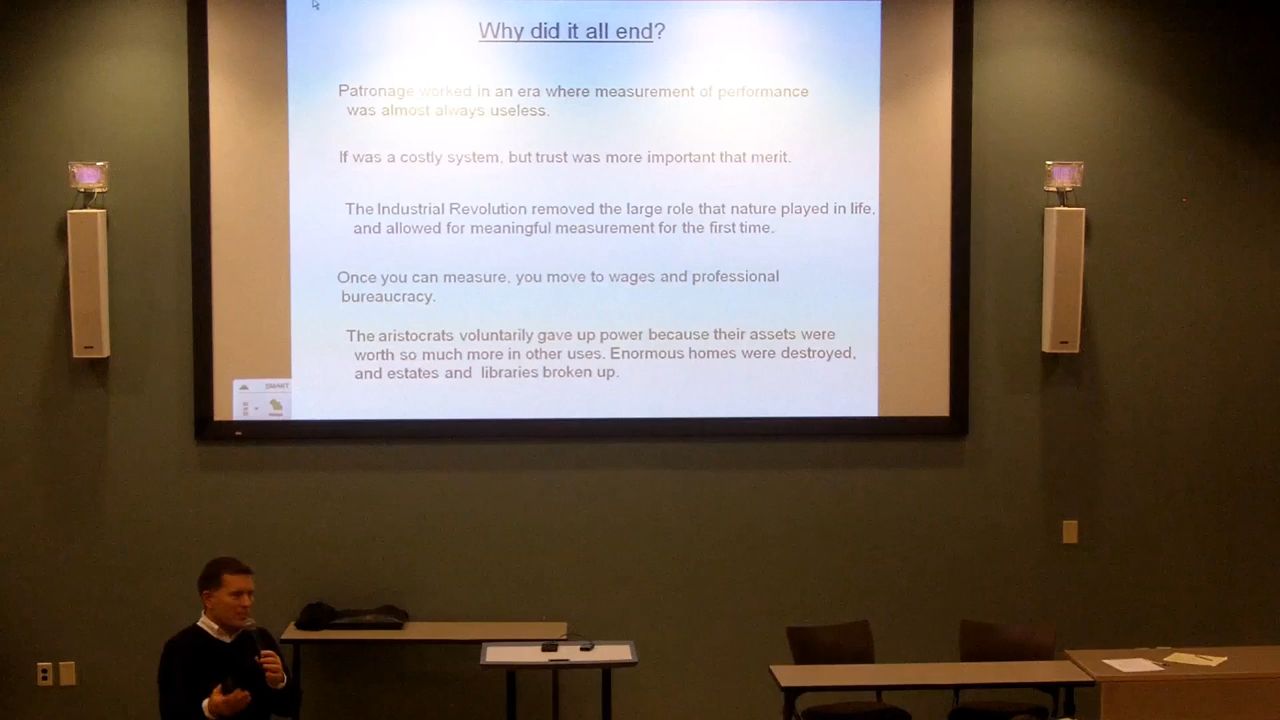 Why did it all end?
Patronage worked in an era where measurement of performance
was almost always useless.
If was a costly system, but trust was more important that merit.
The Industrial Revolution removed the large role that nature played in life,
and allowed for meaningful measurement for the first time.
Once you can measure, you move to wages and professional
bureaucracy.
The aristocrats voluntarily gave up power because their assets were
worth so much more in other uses. Enormous homes were destroyed,
and estates and libraries broken up.
SMART